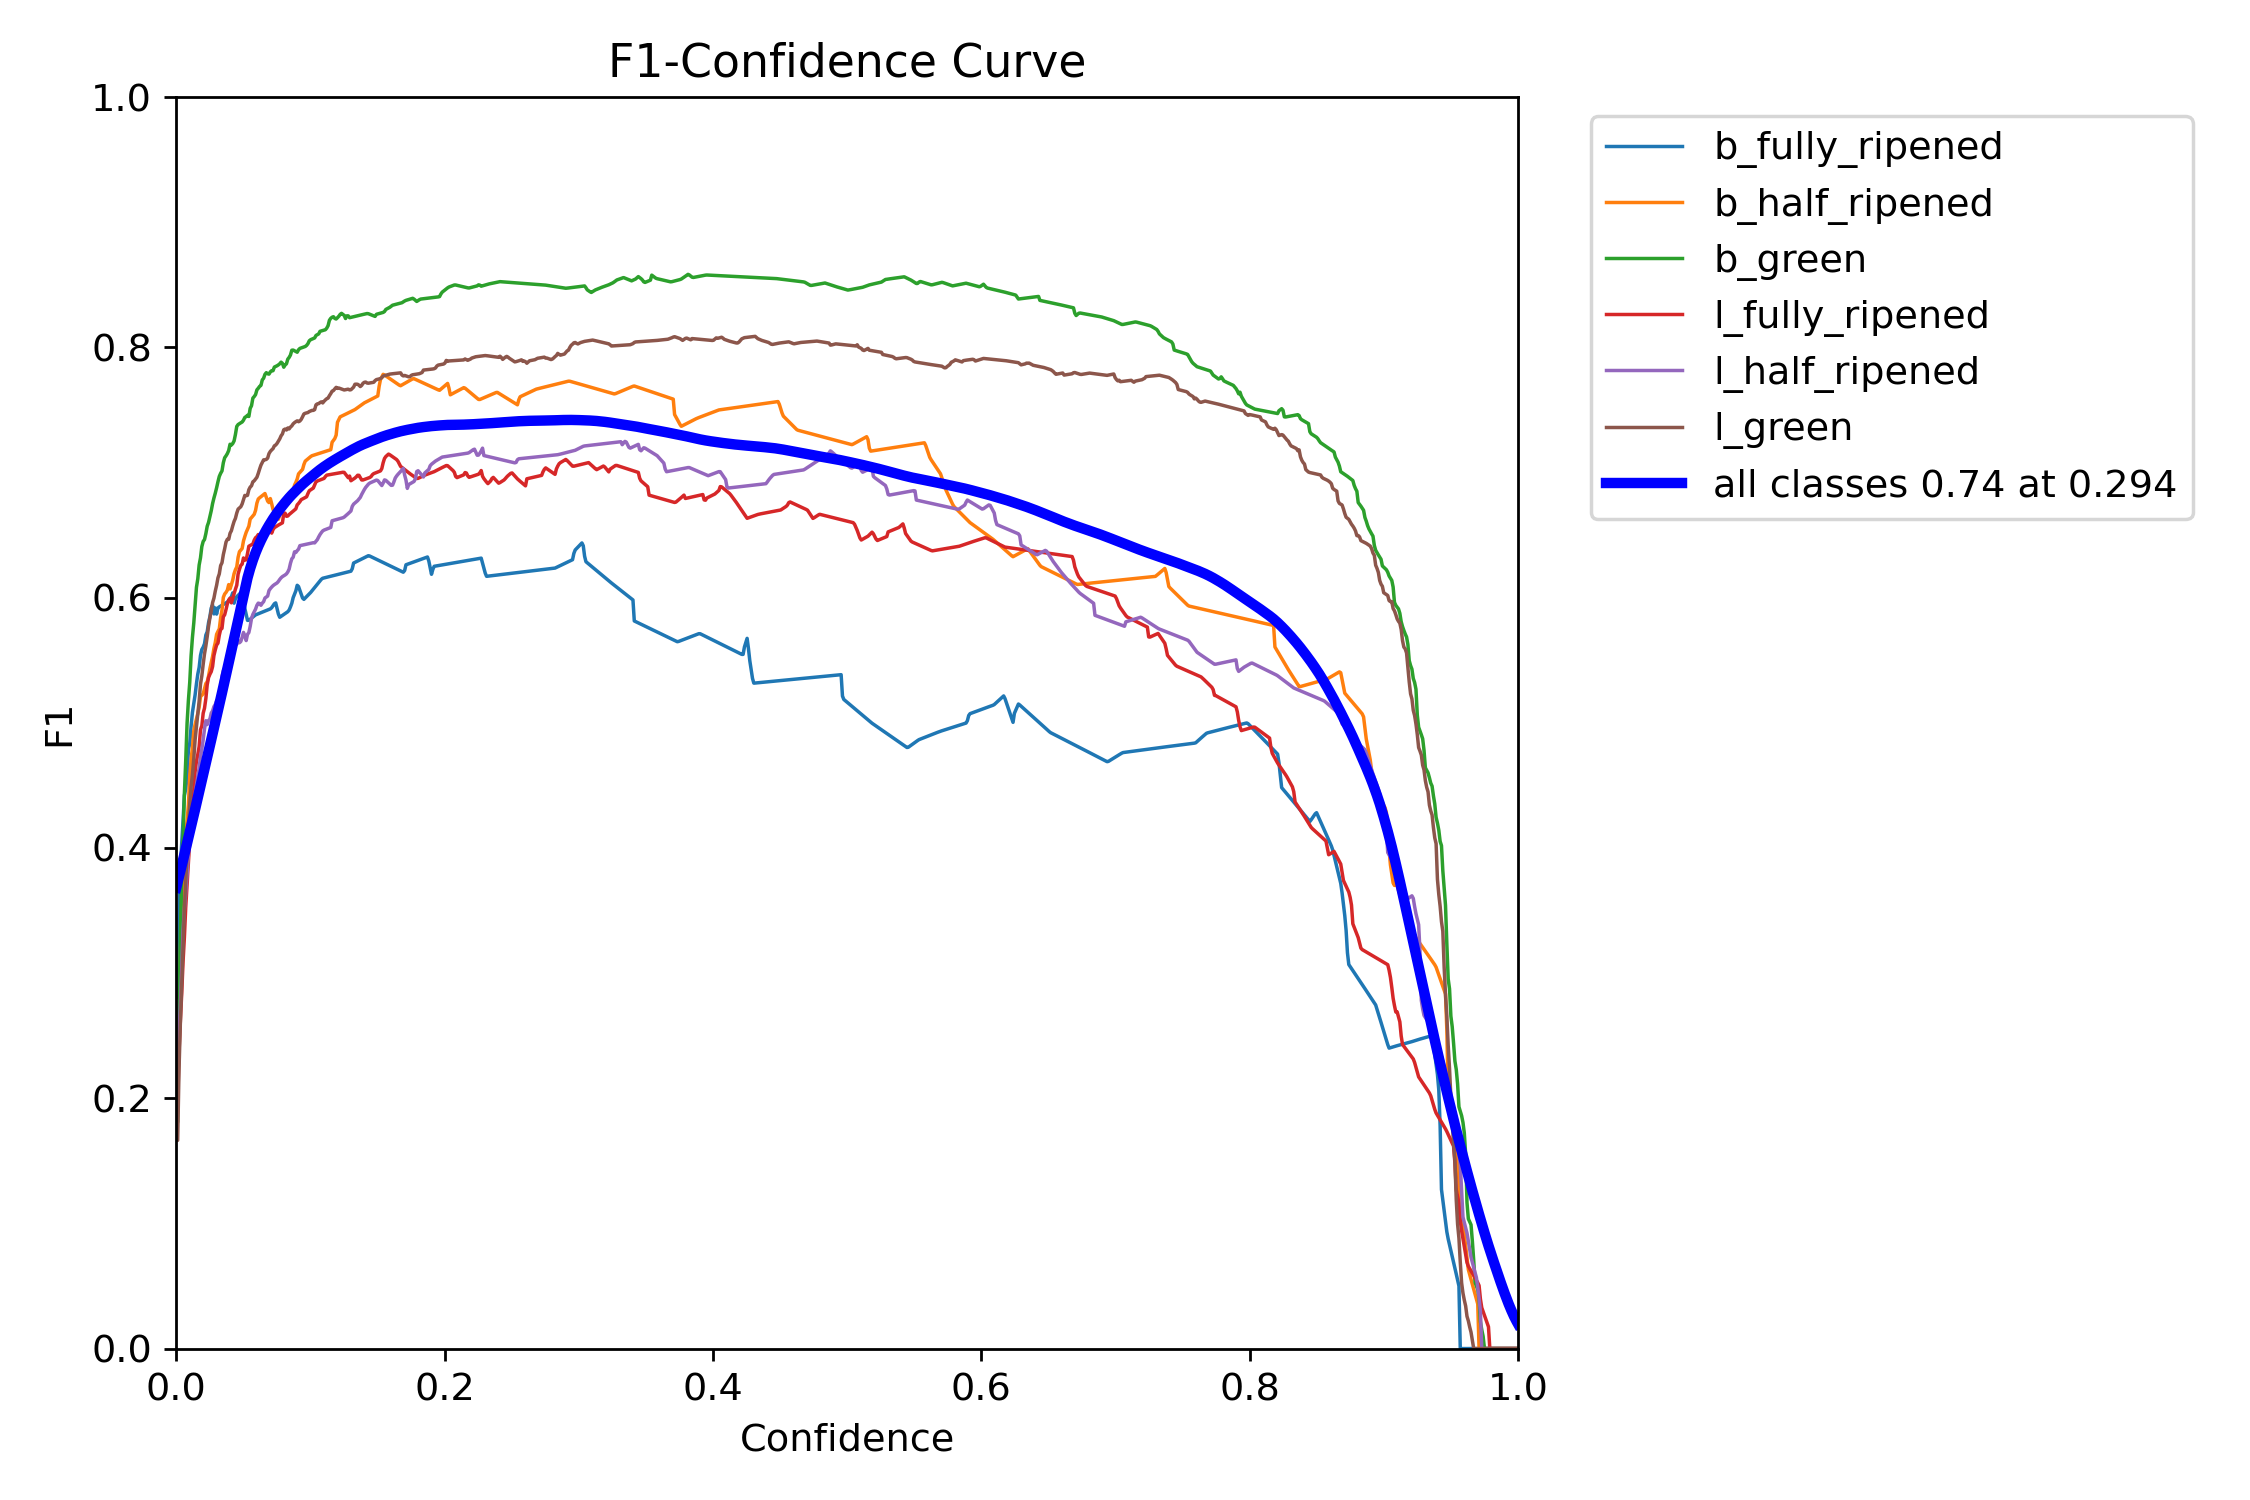 F1-Confidence Curve
1.0
0.8
0.6
0.4
0.2
0.0
F1
0.0 0.2 0.4 0.6 0.8 1.0
Confidence
b_fully_ripened
b_half_ripened
b_green
l_fully_ripened
l_half_ripened
l_green
all classes 0.74 at 0.294